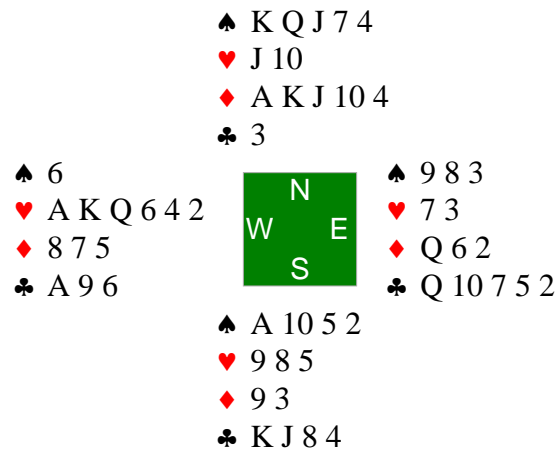 ♠ K Q J 7 4
♥ J 10
♦ A K J 10 4
♣ 3
♠ 6
♥ A K Q 6 4 2
♦ 8 7 5
♣ A 9 6
N
W E
S
♠ 9 8 3
♥ 7 3
♦ Q 6 2
♣ Q 10 7 5 2
♠ A 10 5 2
♥ 9 8 5
♦ 9 3
♣ K J 8 4